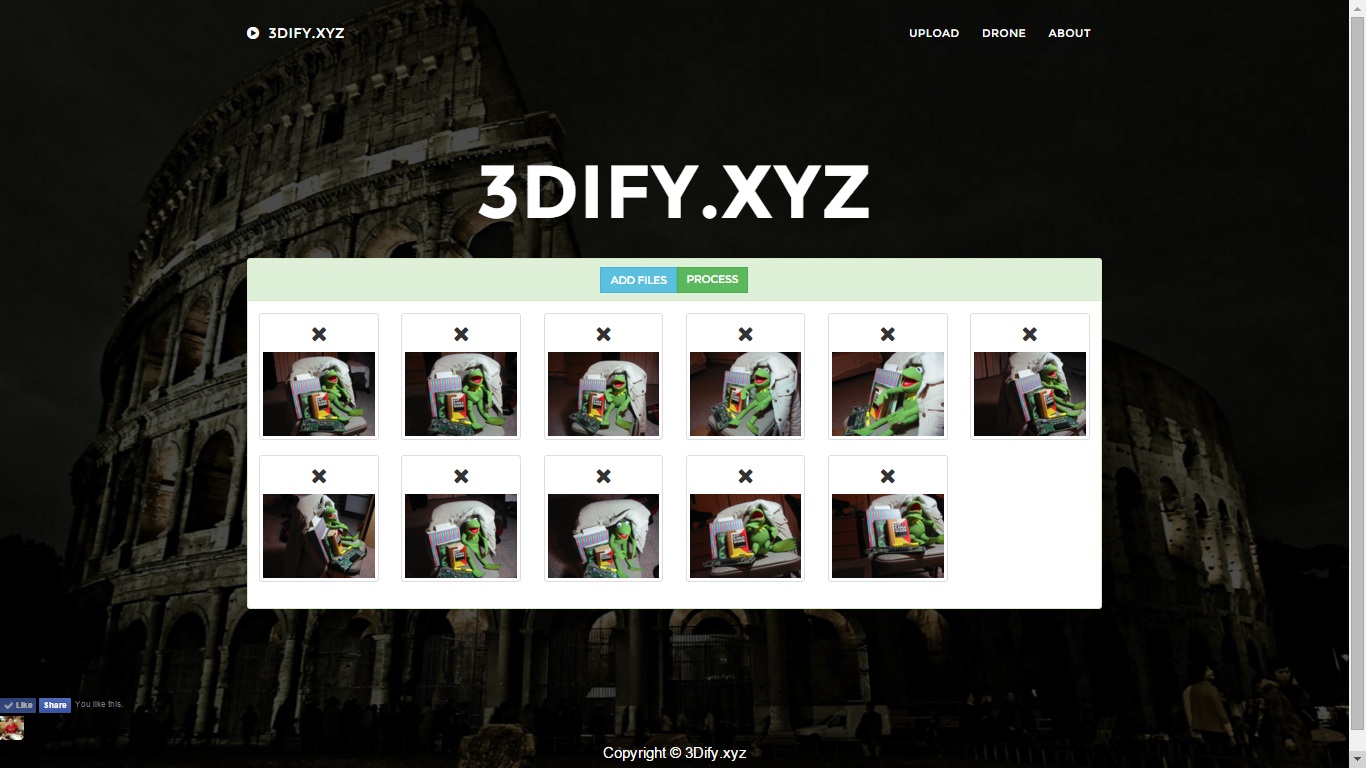 3DIFY.XYZ
UPLOAD DRONE ABOUT
3DIFY.XYZ
ADD FILES PROCESS
Like Share You like this.
Copyright © 3Dify.xyz